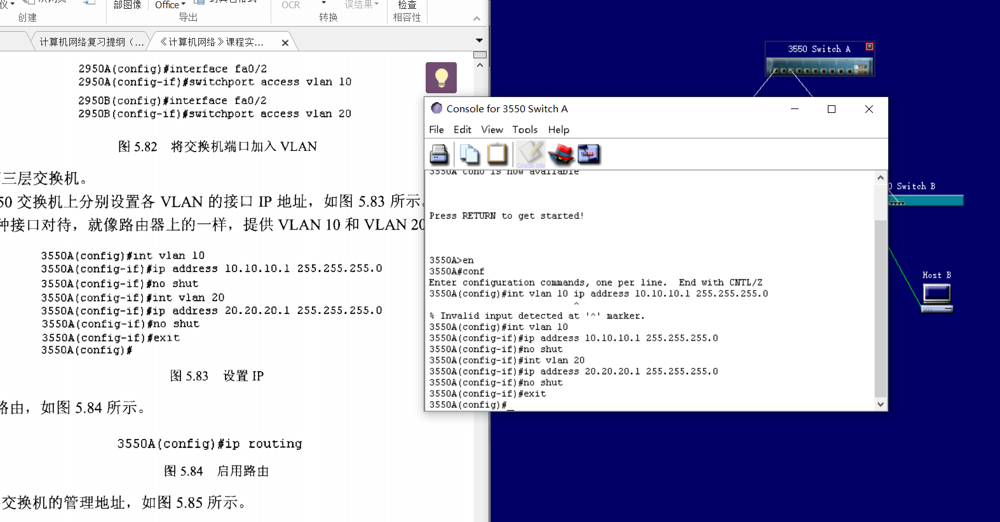 部图像
Office
OCR
误结果
检查
创建
导出
转换
相容性
计算机网络复习提纲（...
《计算机网络》课程实...
2950A(config)#interface fa0/2
2950A(config-if)#switchport access vlan 10
2950B(config)#interface fa0/2
2950B(config-if)#switchport access vlan 20
图 5.82 将交换机端口加入 VLAN
三层交换机。
50 交换机上分别设置各 VLAN 的接口 IP 地址，如图 5.83 所示。
种接口对待，就像路由器上的一样，提供 VLAN 10 和 VLAN 20
3550A(config)#int vlan 10
3550A(config-if)#ip address 10.10.10.1 255.255.255.0
3550A(config-if)#no shut
3550A(config-if)#int vlan 20
3550A(config-if)#ip address 20.20.20.1 255.255.255.0
3550A(config-if)#no shut
3550A(config-if)#exit
3550A(config)#
图 5.83 设置 IP
路由，如图 5.84 所示。
3550A(config)#ip routing
图 5.84 启用路由
交换机的管理地址，如图 5.85 所示。
3550 Switch A
Console for 3550 Switch A
File Edit View Tools Help
Grade Me
3550A con0 is now available
Press RETURN to get started!
3550A>en
3550A#conf
Enter configuration commands, one per line.  End with CNTL/Z
3550A(config)#int vlan 10 ip address 10.10.10.1 255.255.255.0
^
% Invalid input detected at '^' marker.
3550A(config)#int vlan 10
3550A(config-if)#ip address 10.10.10.1 255.255.255.0
3550A(config-if)#no shut
3550A(config-if)#int vlan 20
3550A(config-if)#ip address 20.20.20.1 255.255.255.0
3550A(config-if)#no shut
3550A(config-if)#exit
3550A(config)#_
0 Switch B
Host B